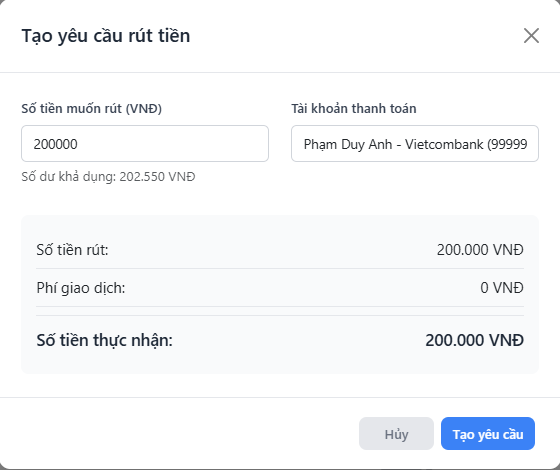 Tạo yêu cầu rút tiền
Số tiền muốn rút (VNĐ)
Tài khoản thanh toán
200000
Phạm Duy Anh - Vietcombank (99999
Số dư khả dụng: 202.550 VNĐ
Số tiền rút: 200.000 VNĐ
Phí giao dịch: 0 VNĐ
Số tiền thực nhận: 200.000 VNĐ
Hủy
Tạo yêu cầu